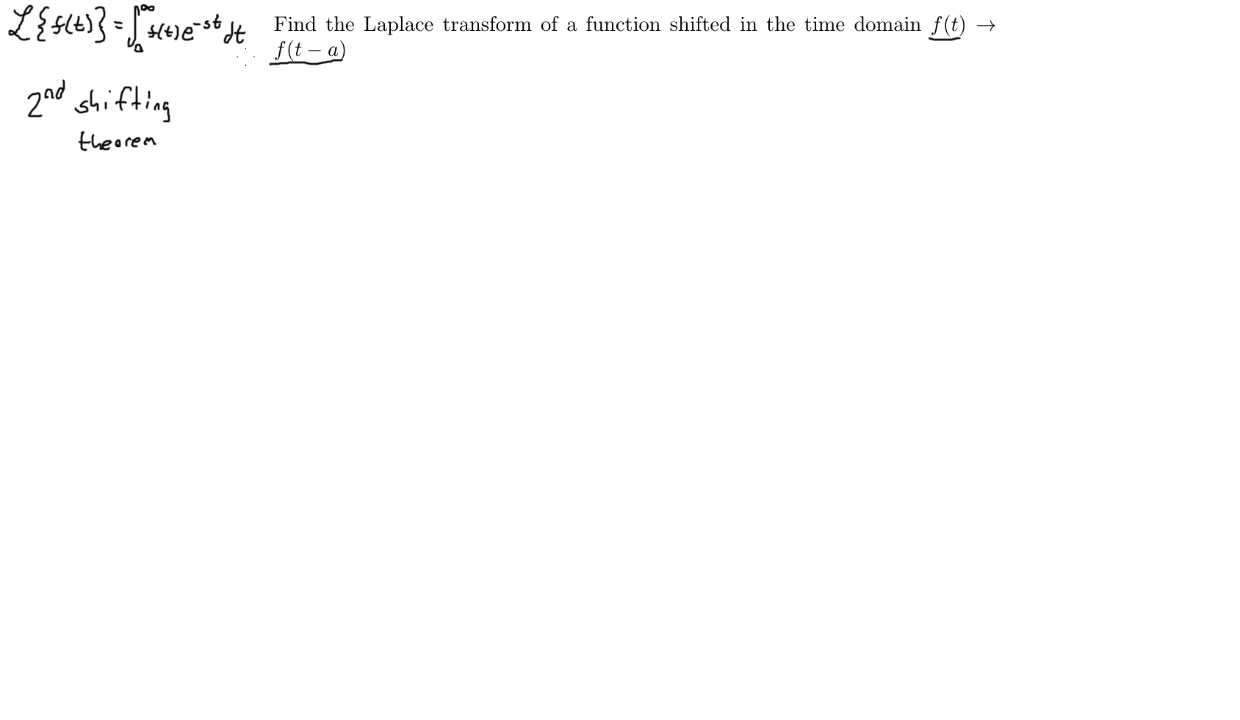 ℒ{f(t)} = ∫₀^∞ f(t)e^{-st} dt
Find the Laplace transform of a function shifted in the time domain f(t) →
f(t − a)
2nd shifting
theorem